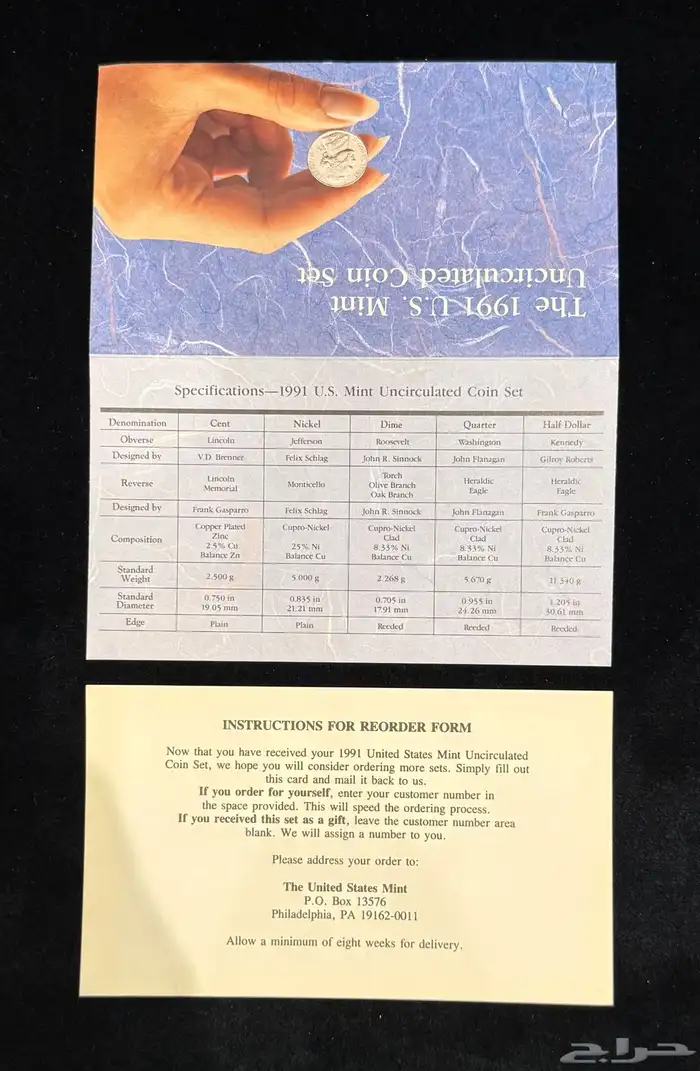 The 1991 U.S. Mint
Uncirculated Coin Set
Specifications—1991 U.S. Mint Uncirculated Coin Set
Denomination Cent Nickel Dime Quarter Half Dollar
Obverse Lincoln Jefferson Roosevelt Washington Kennedy
Designed by V.D. Brenner Felix Schlag John R. Sinnock John Flanagan Gilroy Roberts
Reverse Lincoln Memorial Monticello Torch Olive Branch Oak Branch Heraldic Eagle Heraldic Eagle
Designed by Frank Gasparro Felix Schlag John R. Sinnock John Flanagan Frank Gasparro
Composition Copper Plated Zinc 2.5% Cu Balance Zn Cupro-Nickel 25% Ni Balance Cu Cupro-Nickel Clad 8.33% Ni Balance Cu Cupro-Nickel Clad 8.33% Ni Balance Cu Cupro-Nickel Clad 8.33% Ni Balance Cu
Standard Weight 2.500 g 5.000 g 2.268 g 5.670 g 11.340 g
Standard Diameter 0.750 in 19.05 mm 0.835 in 21.21 mm 0.705 in 17.91 mm 0.955 in 24.26 mm 1.205 in 30.61 mm
Edge Plain Plain Reeded Reeded Reeded
INSTRUCTIONS FOR REORDER FORM
Now that you have received your 1991 United States Mint Uncirculated
Coin Set, we hope you will consider ordering more sets. Simply fill out
this card and mail it back to us.
If you order for yourself, enter your customer number in
the space provided. This will speed the ordering process.
If you received this set as a gift, leave the customer number area
blank. We will assign a number to you.
Please address your order to:
The United States Mint
P.O. Box 13576
Philadelphia, PA 19162-0011
Allow a minimum of eight weeks for delivery.
حراج